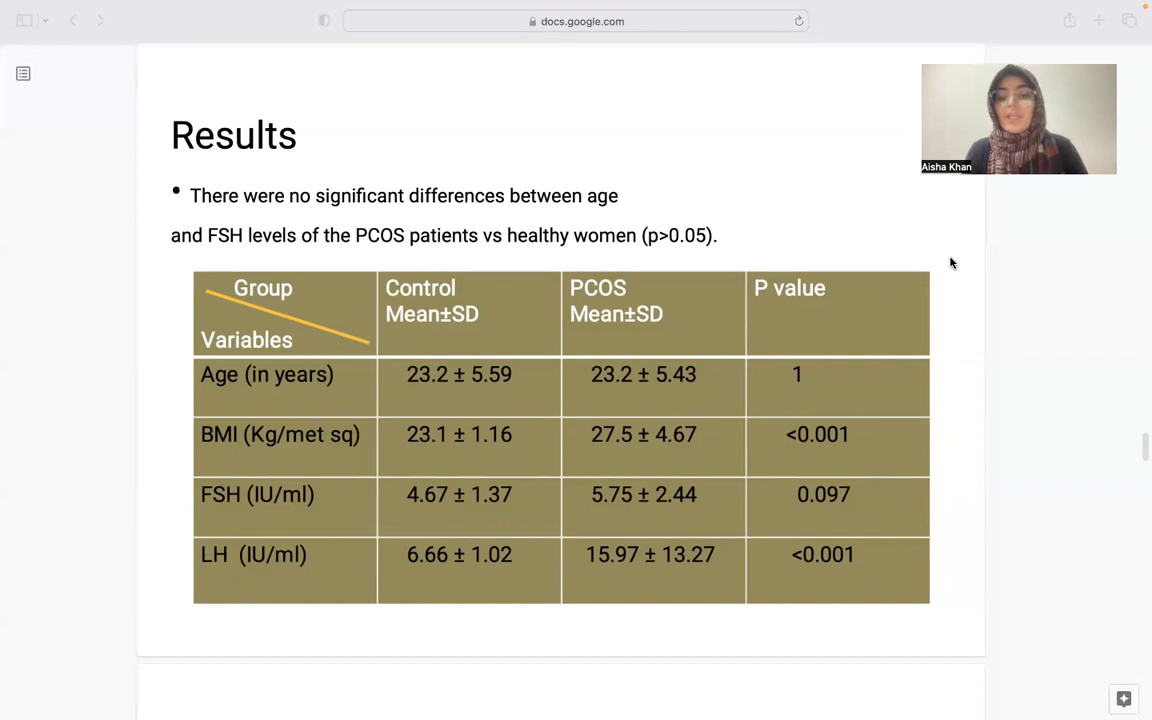 docs.google.com
Aisha Khan
Results
• There were no significant differences between age
and FSH levels of the PCOS patients vs healthy women (p>0.05).
Group
Variables
Control
Mean±SD
PCOS
Mean±SD
P value
Age (in years) 23.2 ± 5.59 23.2 ± 5.43 1
BMI (Kg/met sq) 23.1 ± 1.16 27.5 ± 4.67 <0.001
FSH (IU/ml) 4.67 ± 1.37 5.75 ± 2.44 0.097
LH (IU/ml) 6.66 ± 1.02 15.97 ± 13.27 <0.001